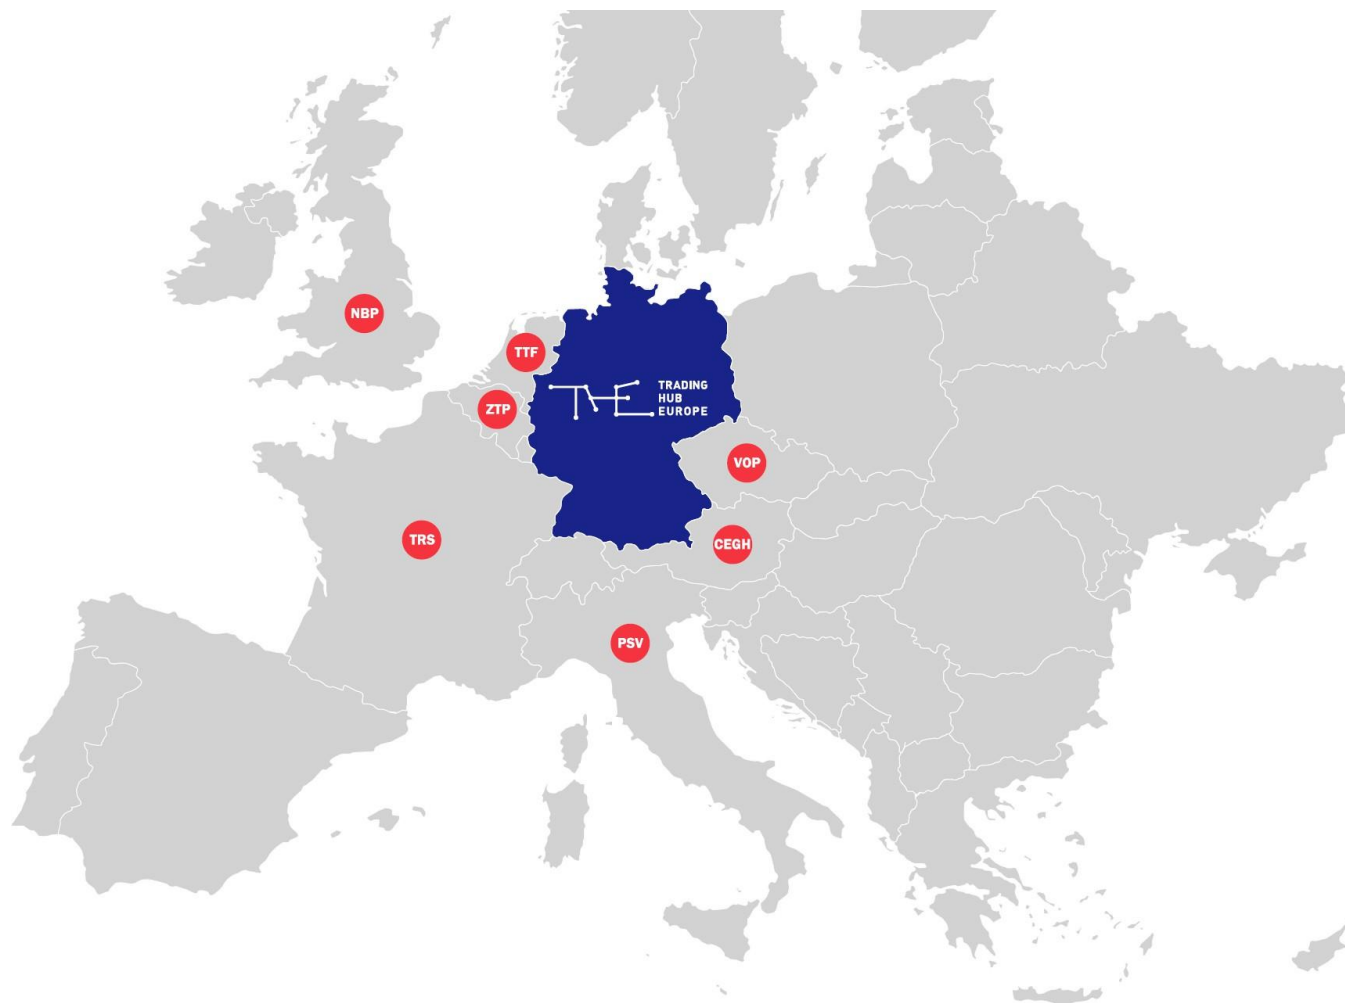 NBP
TTF
TRADING
HUB
EUROPE
THE
ZTP
VOP
TRS
CEGH
PSV